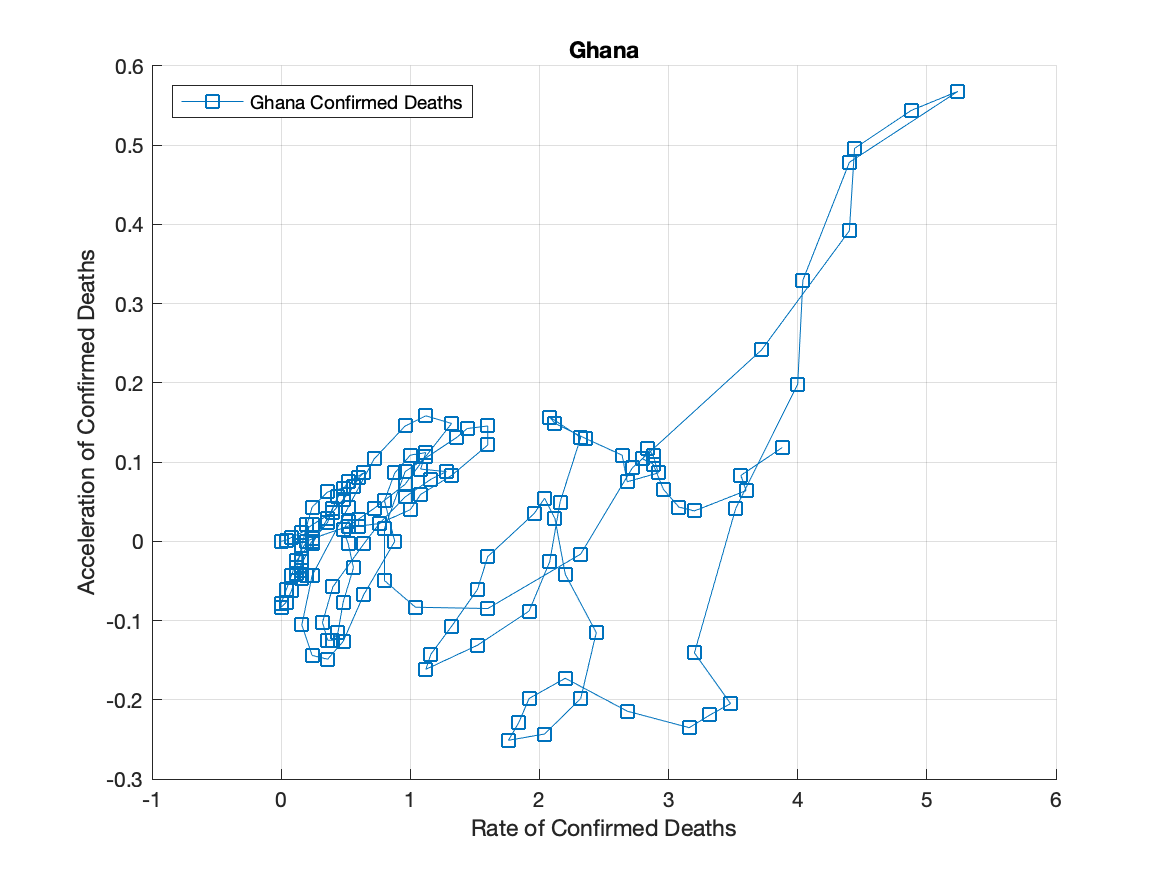 Ghana
0.6
Ghana Confirmed Deaths
0.5
0.4
0.3
0.2
0.1
0
-0.1
-0.2
-0.3
Acceleration of Confirmed Deaths
-1 0 1 2 3 4 5 6
Rate of Confirmed Deaths